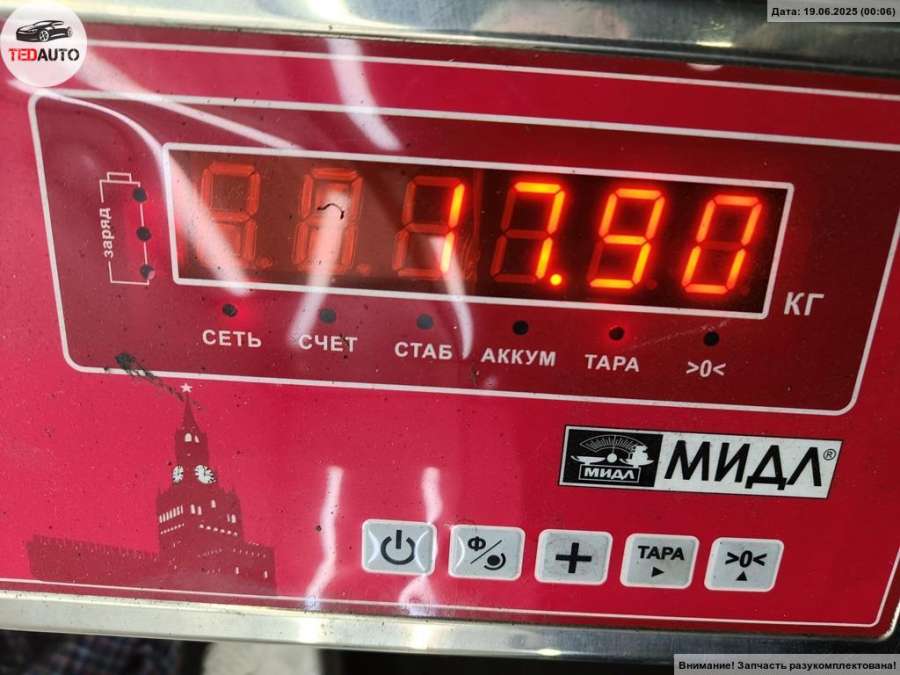 Дата: 19.06.2025 (00:06)
TEDAUTO
заряд
17.90
КГ
СЕТЬ
СЧЕТ
СТАБ
АККУМ
ТАРА
>0<
МИДЛ
МИДЛ®
Ф
ТАРА
>0<
Внимание! Запчасть разукомплектована!